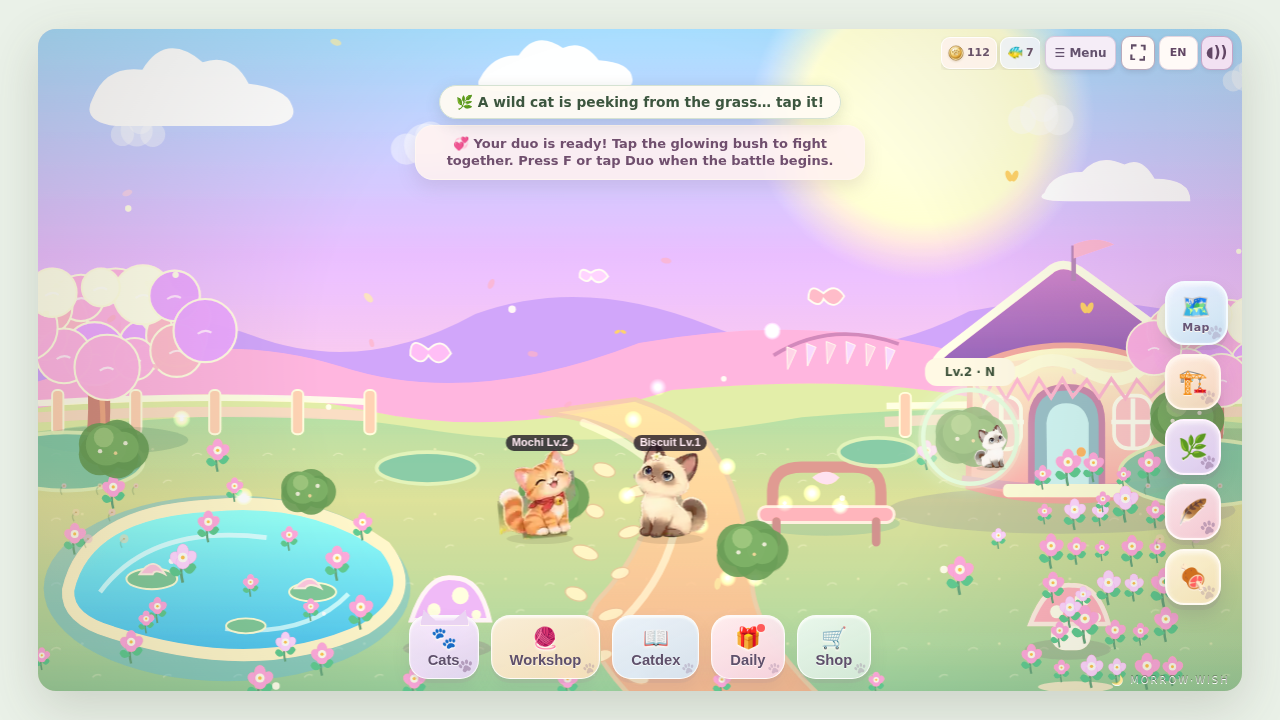 112
7
☰ Menu
EN
🌿 A wild cat is peeking from the grass... tap it!
💞 Your duo is ready! Tap the glowing bush to fight
together. Press F or tap Duo when the battle begins.
Map
Lv.2 · N
Mochi Lv.2
Biscuit Lv.1
Cats
Workshop
Catdex
Daily
Shop
MORROW·WISH